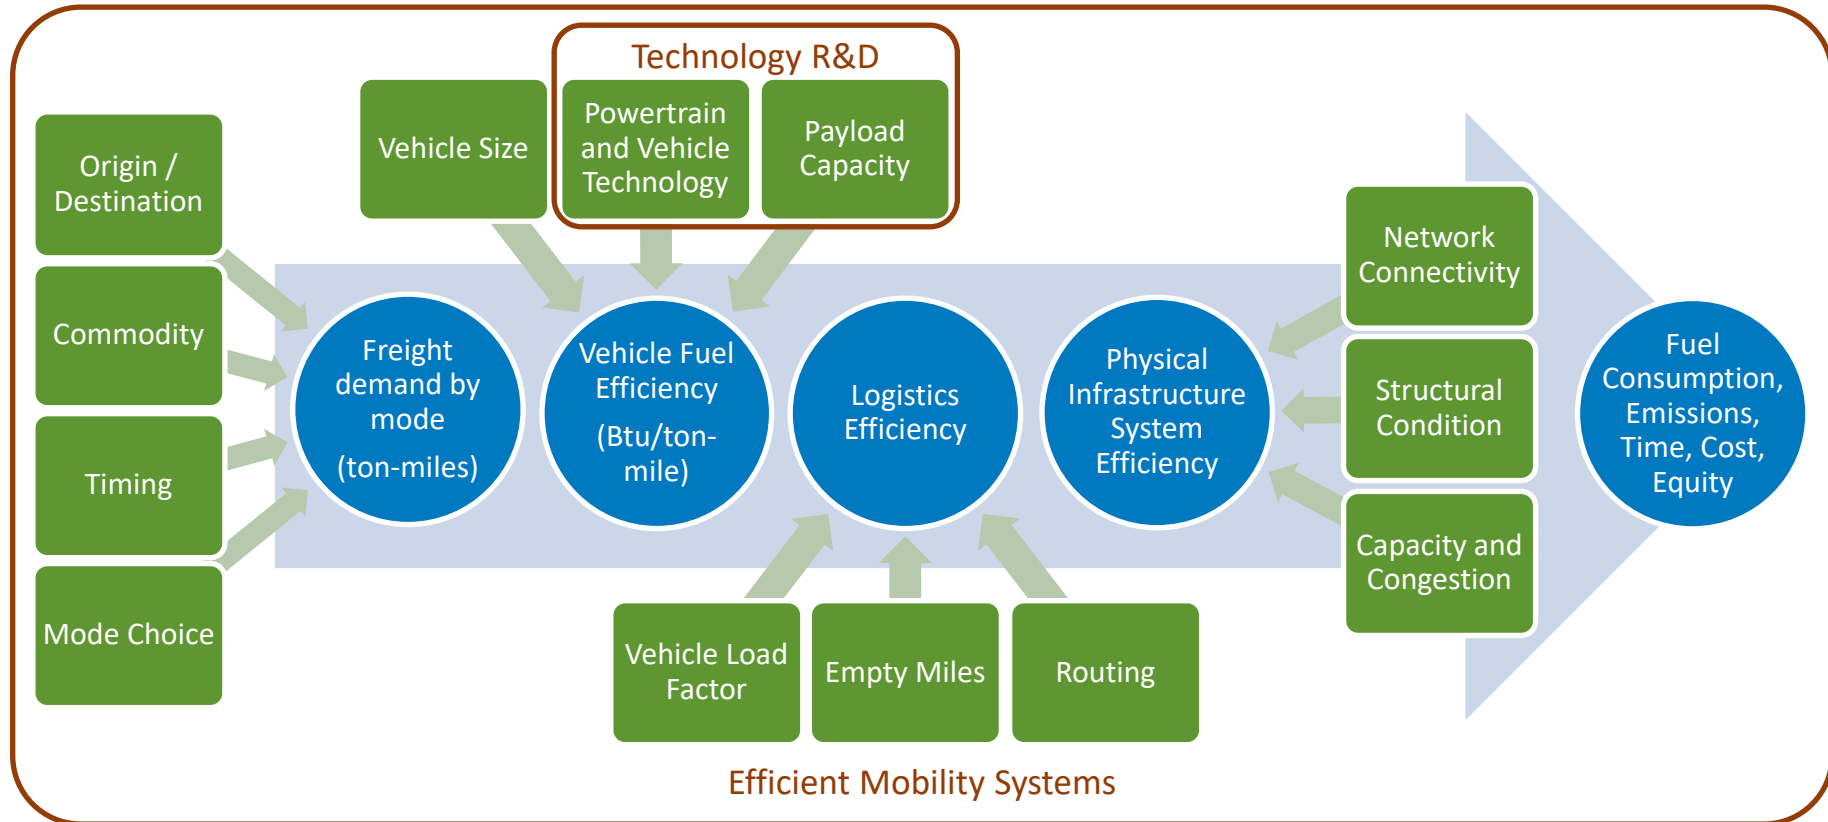 Technology R&D
Origin /
Destination
Commodity
Timing
Mode Choice
Vehicle Size
Powertrain
and Vehicle
Technology
Payload
Capacity
Freight
demand by
mode
(ton-miles)
Vehicle Fuel
Efficiency
(Btu/ton-
mile)
Logistics
Efficiency
Physical
Infrastructure
System
Efficiency
Network
Connectivity
Structural
Condition
Capacity and
Congestion
Fuel
Consumption,
Emissions,
Time, Cost,
Equity
Vehicle Load
Factor
Empty Miles
Routing
Efficient Mobility Systems